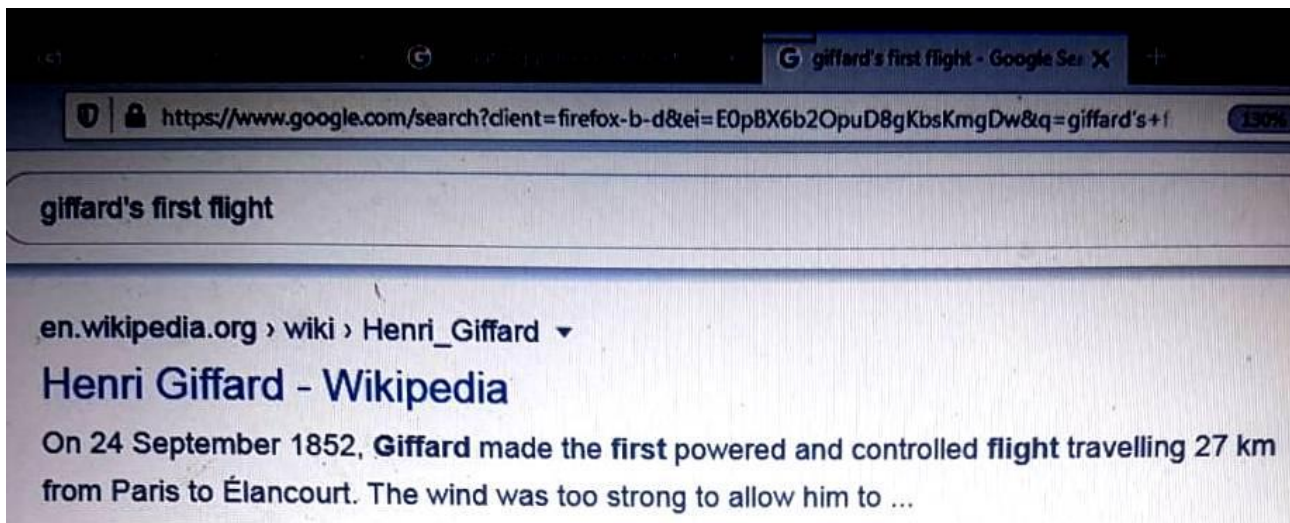 giffard's first flight - Google Sea
https://www.google.com/search?client=firefox-b-d&ei=E0pBX6b2OpuD8gKbsKmgDw&q=giffard's+f
130%
giffard's first flight
en.wikipedia.org › wiki › Henri_Giffard
Henri Giffard - Wikipedia
On 24 September 1852, Giffard made the first powered and controlled flight travelling 27 km
from Paris to Élancourt. The wind was too strong to allow him to ...